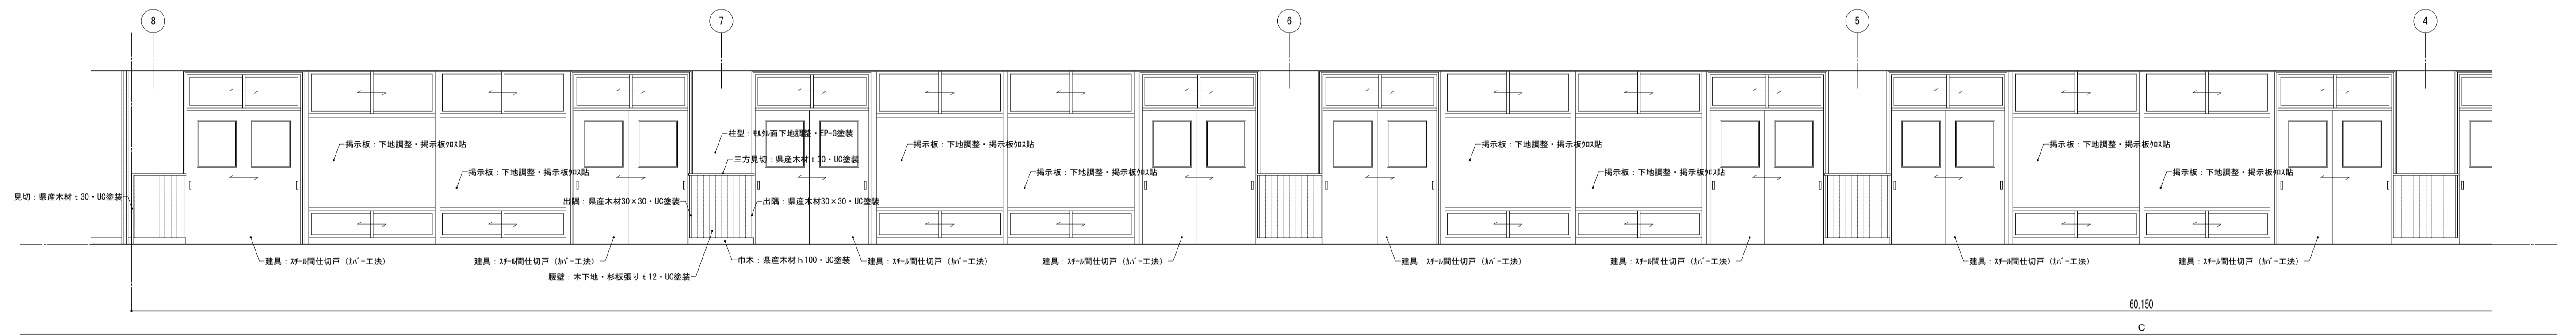 8 7 6 5 4
柱型：ﾓﾙﾀﾙ面下地調整・EP-G塗装
掲示板：下地調整・掲示板ｸﾛｽ貼 掲示板：下地調整・掲示板ｸﾛｽ貼 掲示板：下地調整・掲示板ｸﾛｽ貼 掲示板：下地調整・掲示板ｸﾛｽ貼
三方見切：県産木材ｔ30・UC塗装
掲示板：下地調整・掲示板ｸﾛｽ貼 掲示板：下地調整・掲示板ｸﾛｽ貼 掲示板：下地調整・掲示板ｸﾛｽ貼 掲示板：下地調整・掲示板ｸﾛｽ貼
見切：県産木材ｔ30・UC塗装
出隅：県産木材30×30・UC塗装 出隅：県産木材30×30・UC塗装
巾木：県産木材ｈ100・UC塗装
建具：ｽﾁｰﾙ間仕切戸（ｶﾊﾞｰ工法） 建具：ｽﾁｰﾙ間仕切戸（ｶﾊﾞｰ工法） 建具：ｽﾁｰﾙ間仕切戸（ｶﾊﾞｰ工法） 建具：ｽﾁｰﾙ間仕切戸（ｶﾊﾞｰ工法） 建具：ｽﾁｰﾙ間仕切戸（ｶﾊﾞｰ工法） 建具：ｽﾁｰﾙ間仕切戸（ｶﾊﾞｰ工法） 建具：ｽﾁｰﾙ間仕切戸（ｶﾊﾞｰ工法） 建具：ｽﾁｰﾙ間仕切戸（ｶﾊﾞｰ工法）
腰壁：木下地・杉板張りｔ12・UC塗装
60,150
C